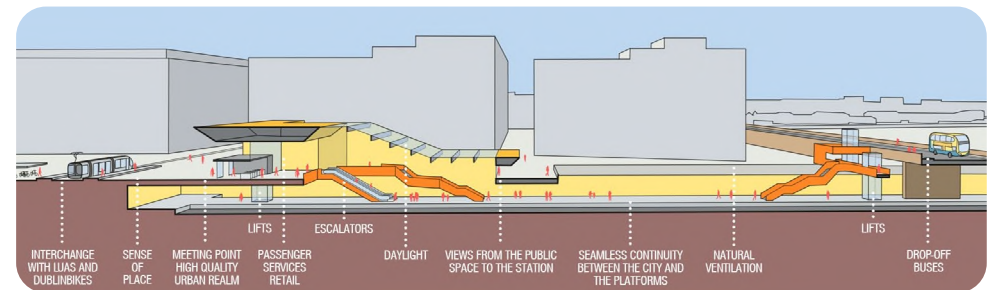 LIFTS
ESCALATORS
LIFTS
INTERCHANGE
WITH LUAS AND
DUBLINBIKES
SENSE
OF
PLACE
MEETING POINT
HIGH QUALITY
URBAN REALM
PASSENGER
SERVICES
RETAIL
DAYLIGHT
VIEWS FROM THE PUBLIC
SPACE TO THE STATION
SEAMLESS CONTINUITY
BETWEEN THE CITY AND
THE PLATFORMS
NATURAL
VENTILATION
DROP-OFF
BUSES